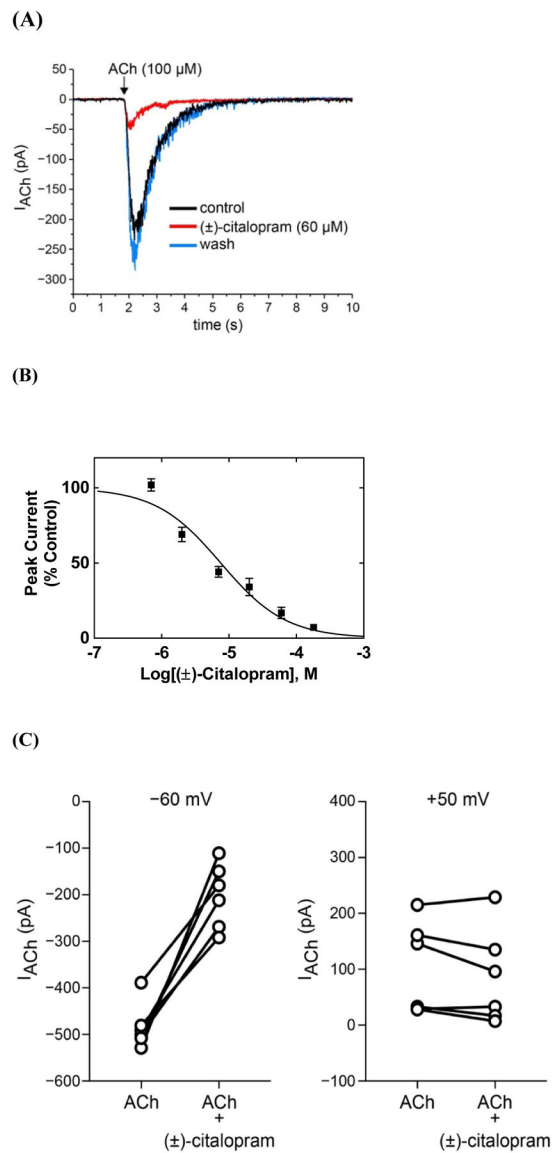 (A)
ACh (100 µM)
50
0
−50
−100
−150
−200
−250
−300
I_ACh (pA)
control
(±)-citalopram (60 µM)
wash
0 1 2 3 4 5 6 7 8 9 10
time (s)
(B)
100
50
0
Peak Current
(% Control)
-7 -6 -5 -4 -3
Log[(±)-Citalopram], M
(C)
−60 mV
0
−100
−200
−300
−400
−500
−600
I_ACh (pA)
ACh
ACh
+
(±)-citalopram
+50 mV
400
300
200
100
0
−100
I_ACh (pA)
ACh
ACh
+
(±)-citalopram